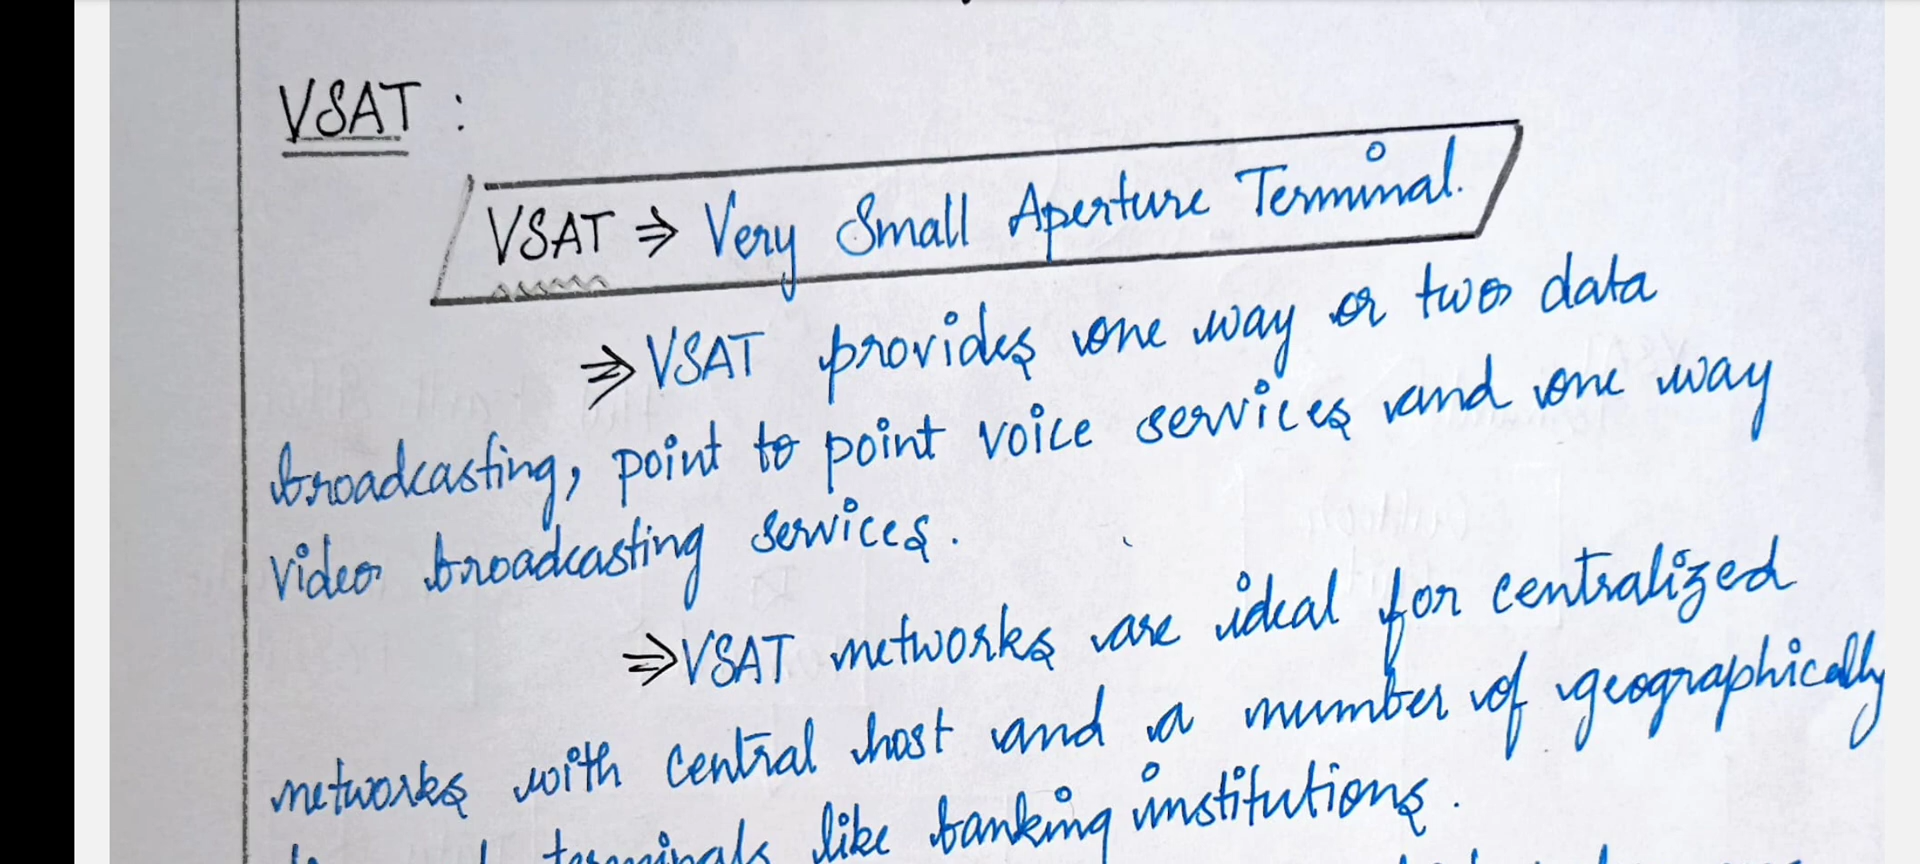 VSAT :
VSAT ⇒ Very Small Aperture Terminal.
⇒ VSAT provides one way or two data
broadcasting, point to point voice services and one way
video broadcasting services.
⇒ VSAT networks are ideal for centralized
networks with central host and a number of geographically
terminals like banking institutions.